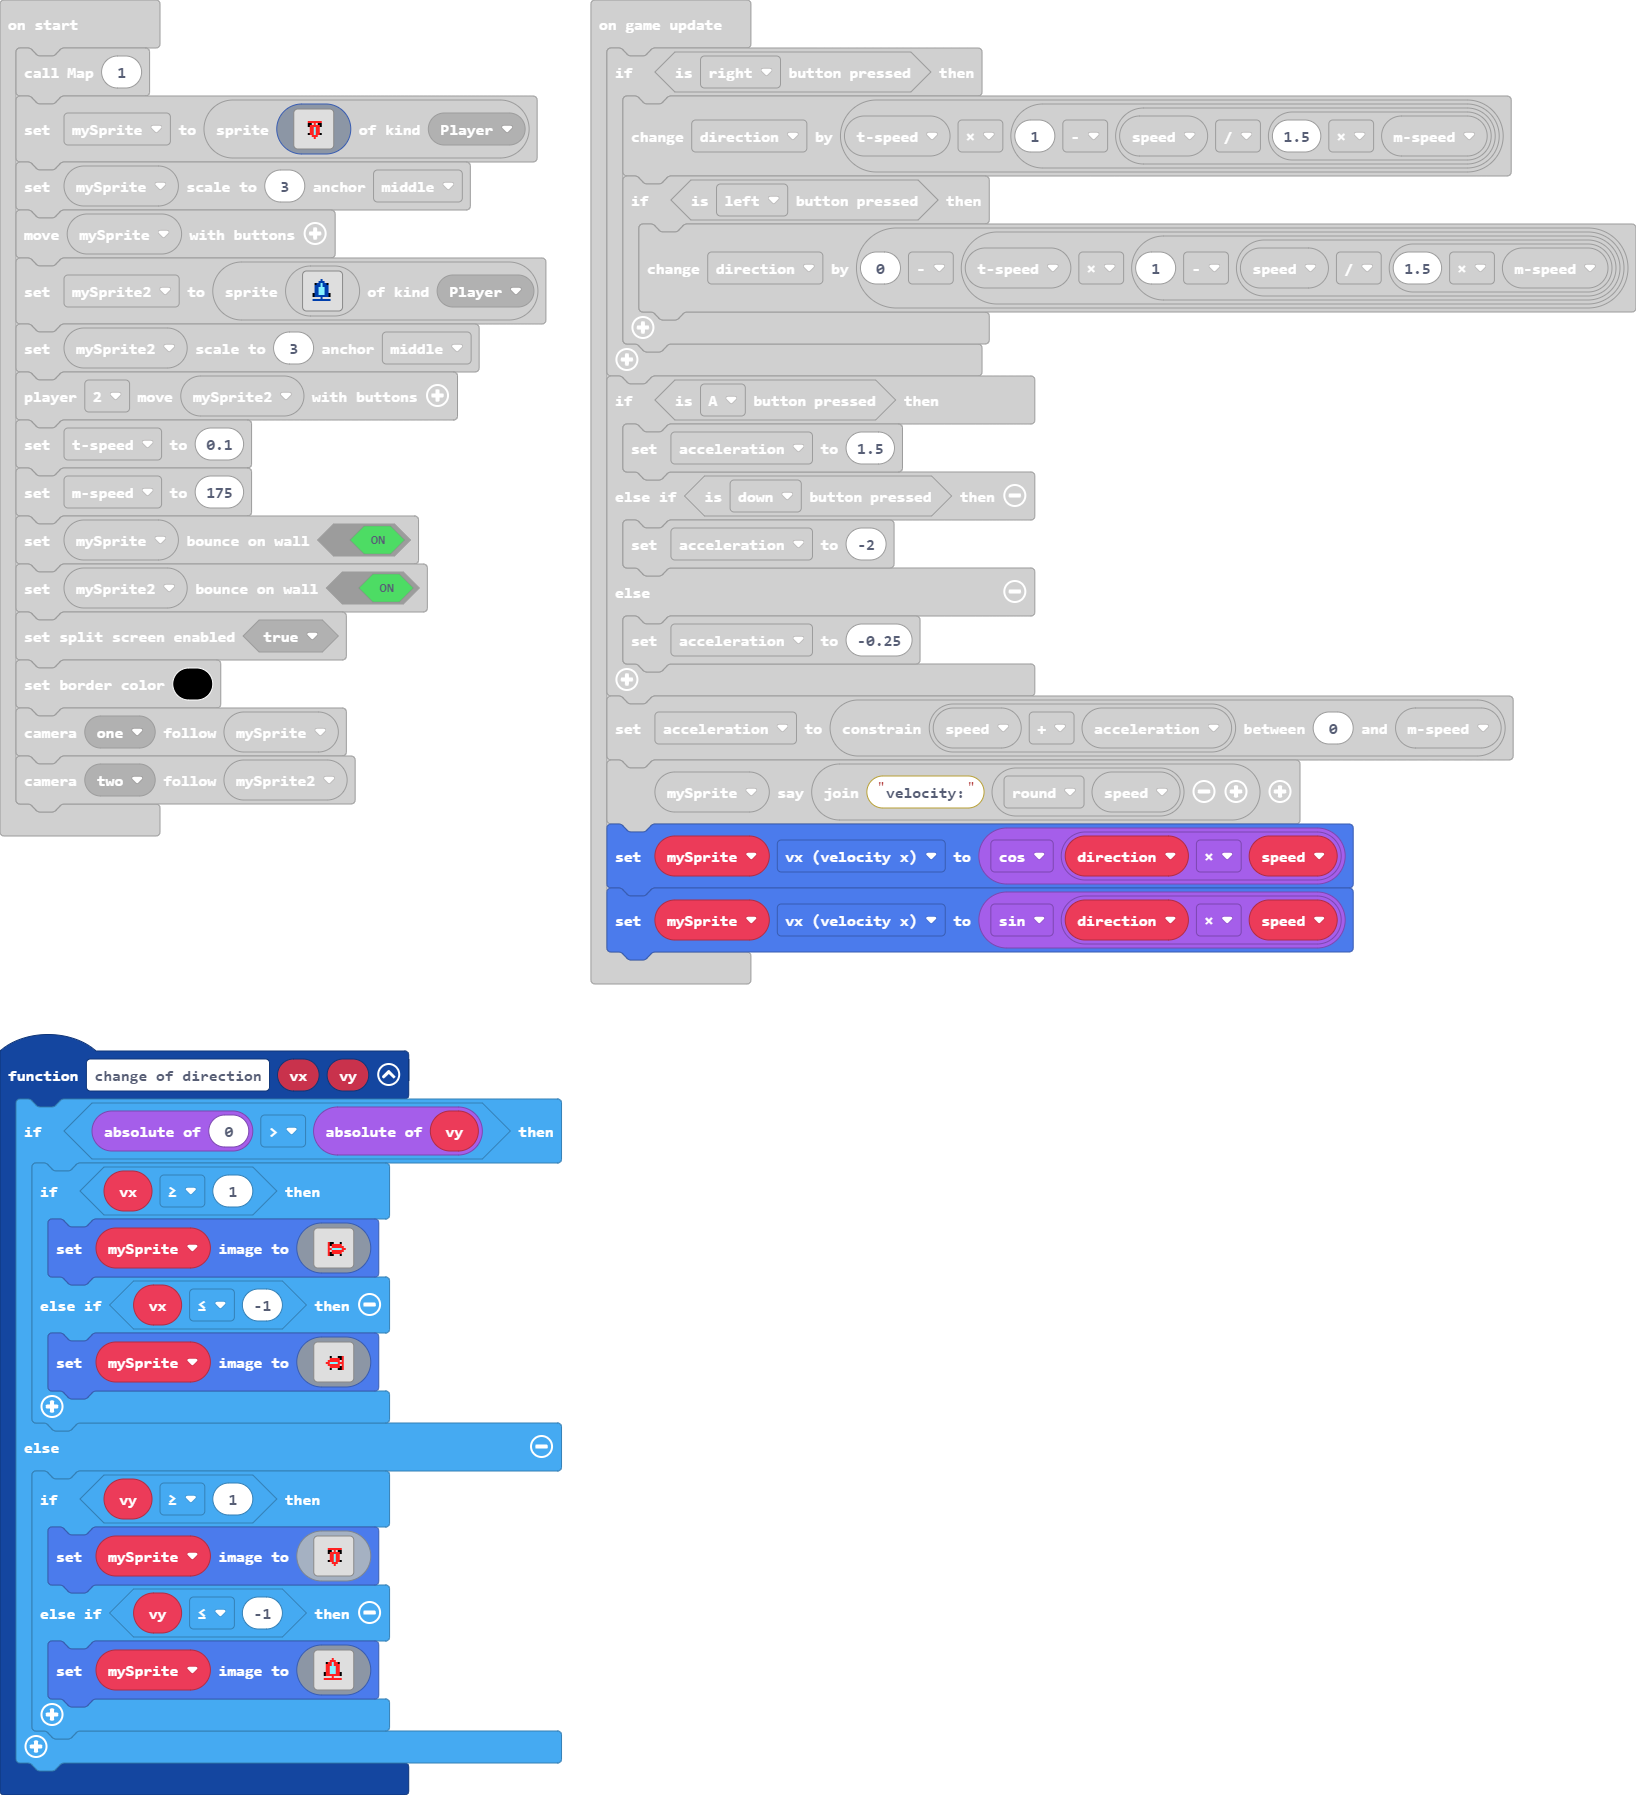 on start
call Map 1
set mySprite to sprite of kind Player
set mySprite scale to 3 anchor middle
move mySprite with buttons
set mySprite2 to sprite of kind Player
set mySprite2 scale to 3 anchor middle
player 2 move mySprite2 with buttons
set t-speed to 0.1
set m-speed to 175
set mySprite bounce on wall ON
set mySprite2 bounce on wall ON
set split screen enabled true
set border color
camera one follow mySprite
camera two follow mySprite2
on game update
if is right button pressed then
change direction by t-speed × 1 - speed / 1.5 × m-speed
if is left button pressed then
change direction by 0 - t-speed × 1 - speed / 1.5 × m-speed
if is A button pressed then
set acceleration to 1.5
else if is down button pressed then
set acceleration to -2
else
set acceleration to -0.25
set acceleration to constrain speed + acceleration between 0 and m-speed
mySprite say join "velocity:" round speed
set mySprite vx (velocity x) to cos direction × speed
set mySprite vx (velocity x) to sin direction × speed
function change of direction vx vy
if absolute of 0 > absolute of vy then
if vx ≥ 1 then
set mySprite image to
else if vx ≤ -1 then
set mySprite image to
else
if vy ≥ 1 then
set mySprite image to
else if vy ≤ -1 then
set mySprite image to